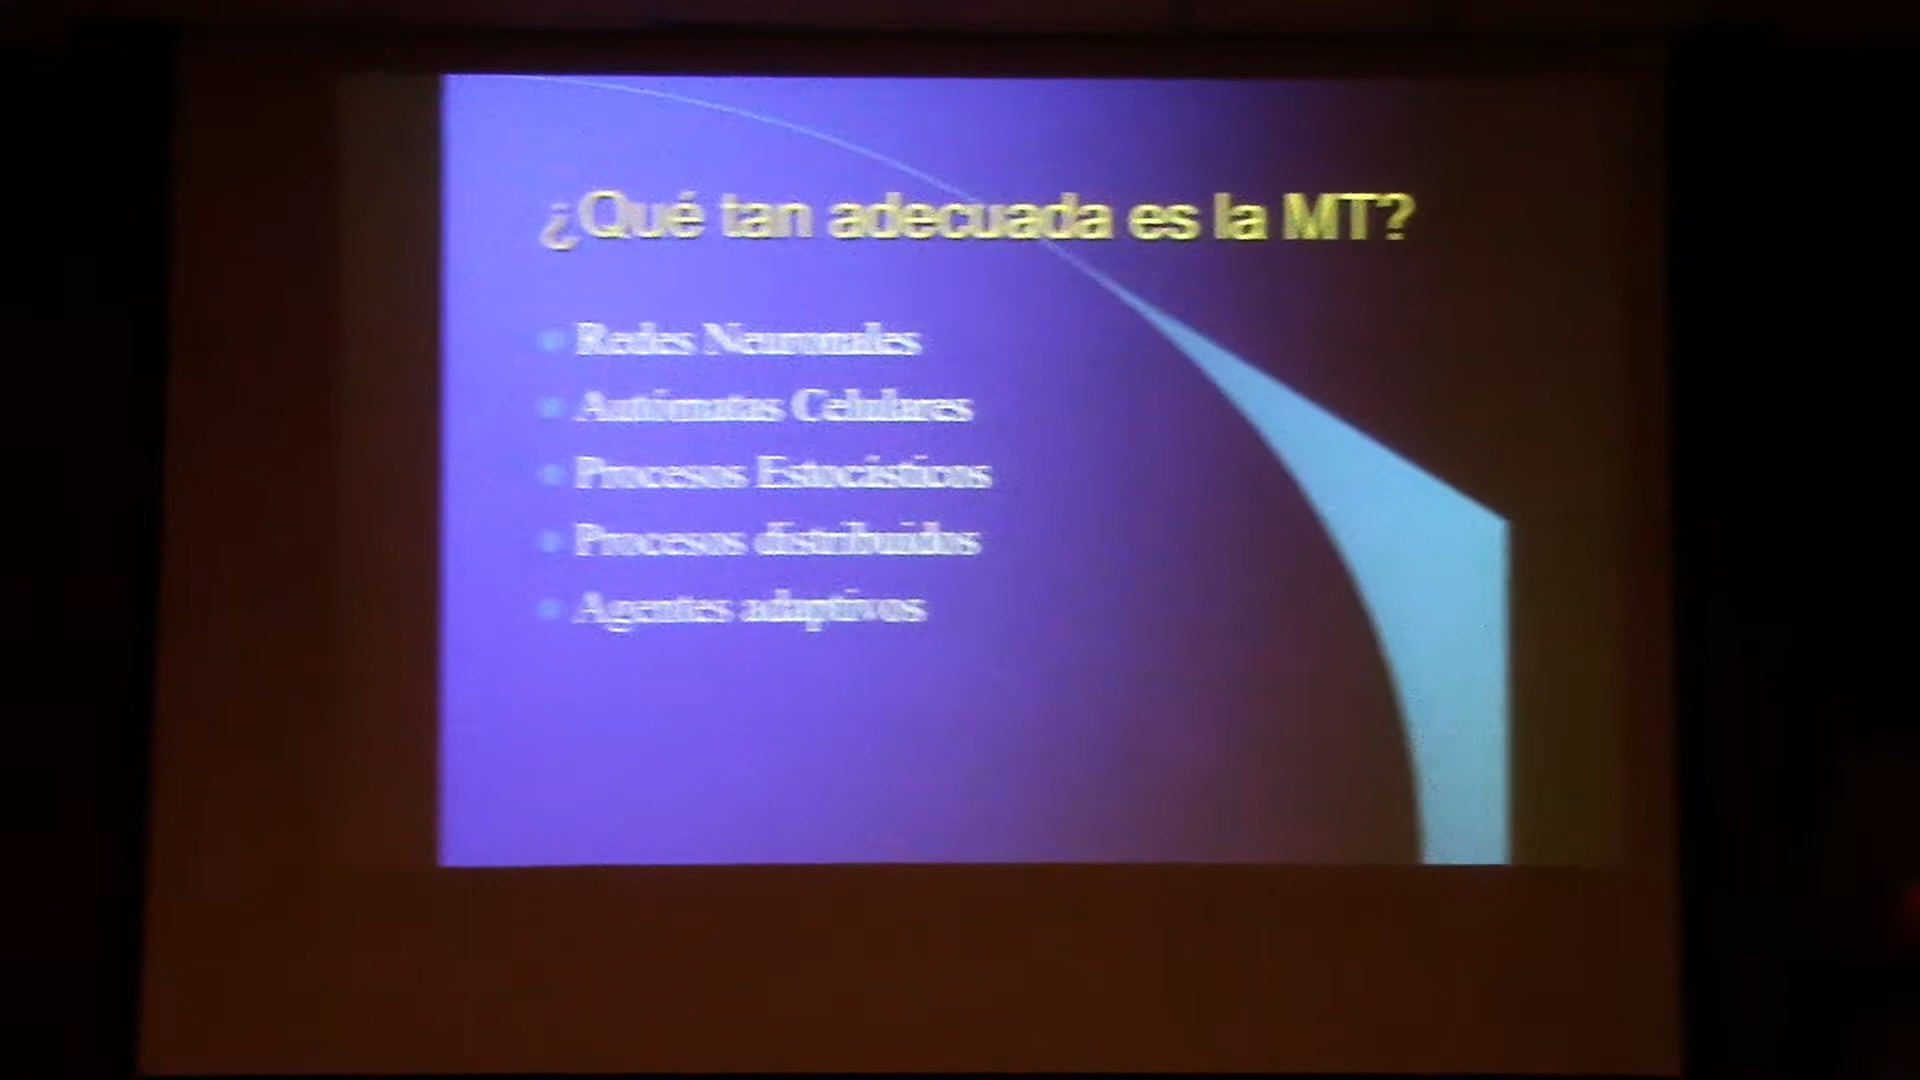 ¿Qué tan adecuada es la MT?
Redes Neuronales
Autómatas Celulares
Procesos Estocásticos
Procesos distribuidos
Agentes adaptivos